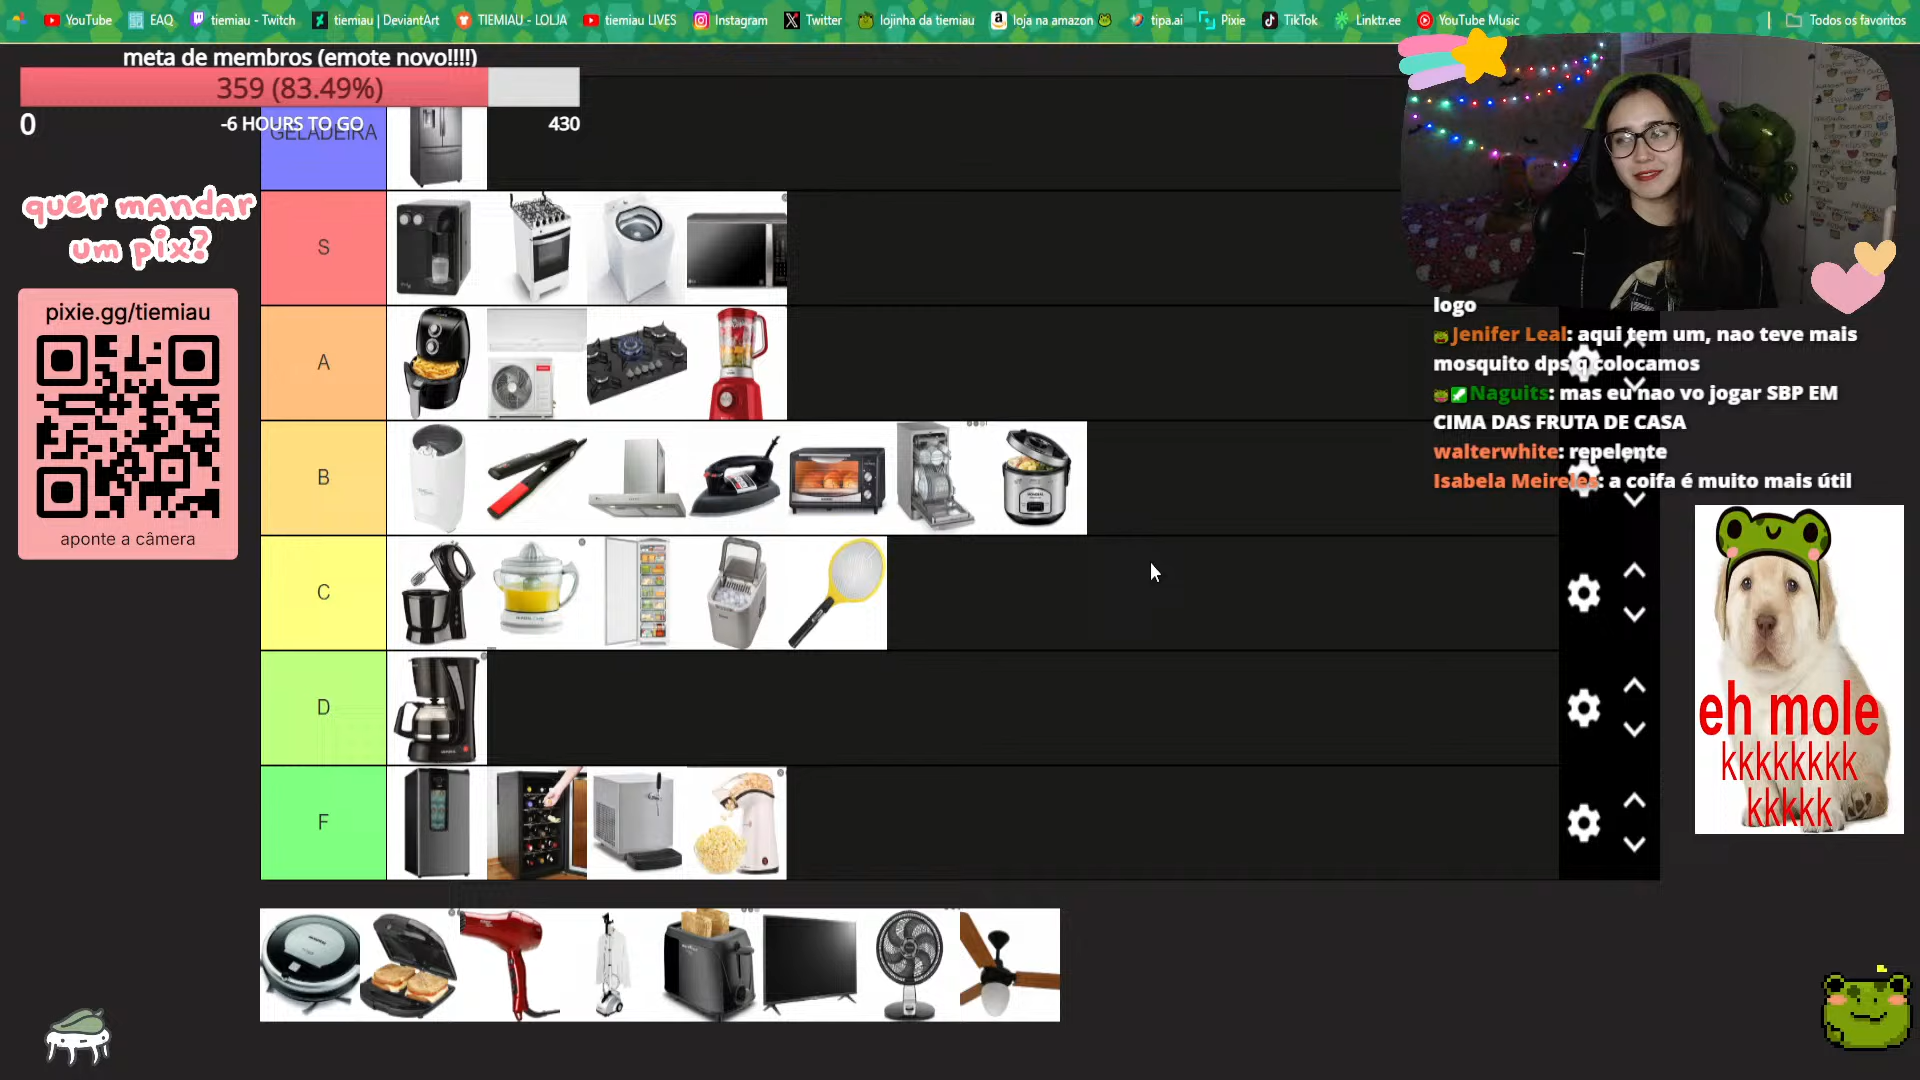 YouTube
EAQ
tiemiau - Twitch
tiemiau | DeviantArt
TIEMIAU - LOLJA
tiemiau LIVES
Instagram
Twitter
lojinha da tiemiau
loja na amazon
tipa.ai
Pixie
TikTok
Linktr.ee
YouTube Music
Todos os favoritos
meta de membros (emote novo!!!!)
359 (83.49%)
0
-6 HOURS TO GO
430
GELADEIRA
quer mandar
um pix?
pixie.gg/tiemiau
aponte a câmera
S
A
B
C
D
F
logo
Jenifer Leal: aqui tem um, nao teve mais
mosquito dps q colocamos
Naguits: mas eu nao vo jogar SBP EM
CIMA DAS FRUTA DE CASA
walterwhite: repelente
Isabela Meireles: a coifa é muito mais útil
eh mole
kkkkkkkk
kkkkk